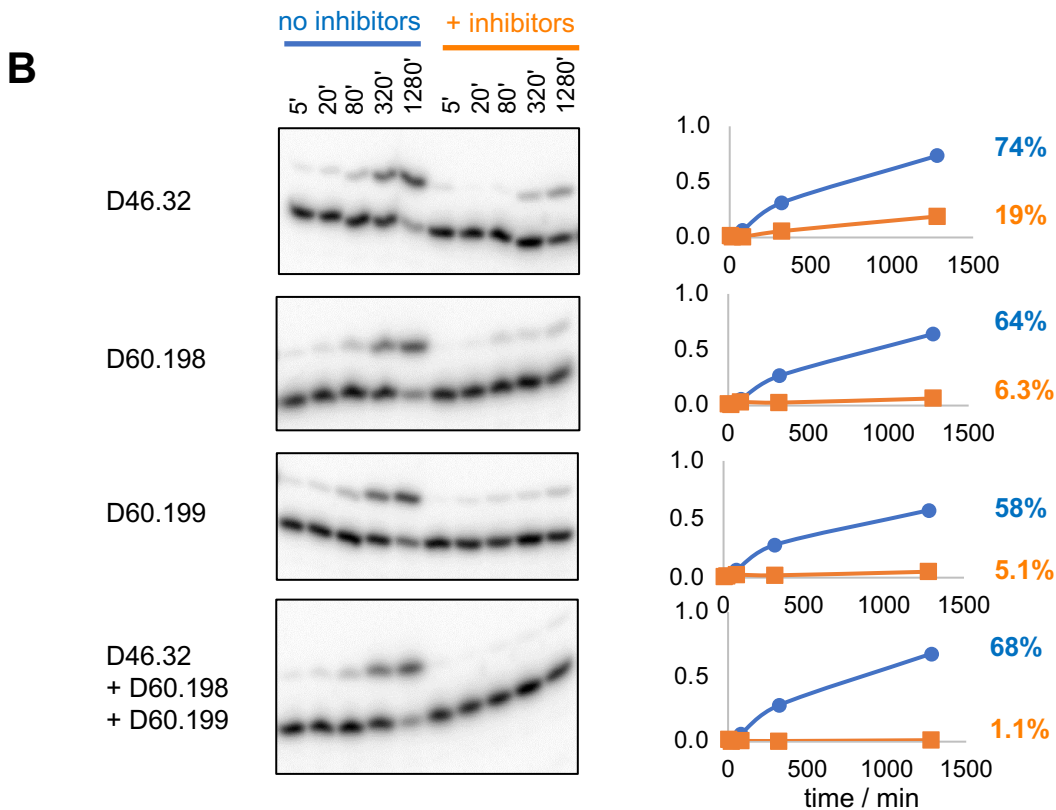 no inhibitors + inhibitors
B
5' 20' 80' 320' 1280' 5' 20' 80' 320' 1280'
D46.32
1.0
0.5
0.0
0 500 1000 1500
74%
19%
D60.198
1.0
0.5
0.0
0 500 1000 1500
64%
6.3%
D60.199
1.0
0.5
0.0
0 500 1000 1500
58%
5.1%
D46.32
+ D60.198
+ D60.199
1.0
0.5
0.0
0 500 1000 1500
time / min
68%
1.1%